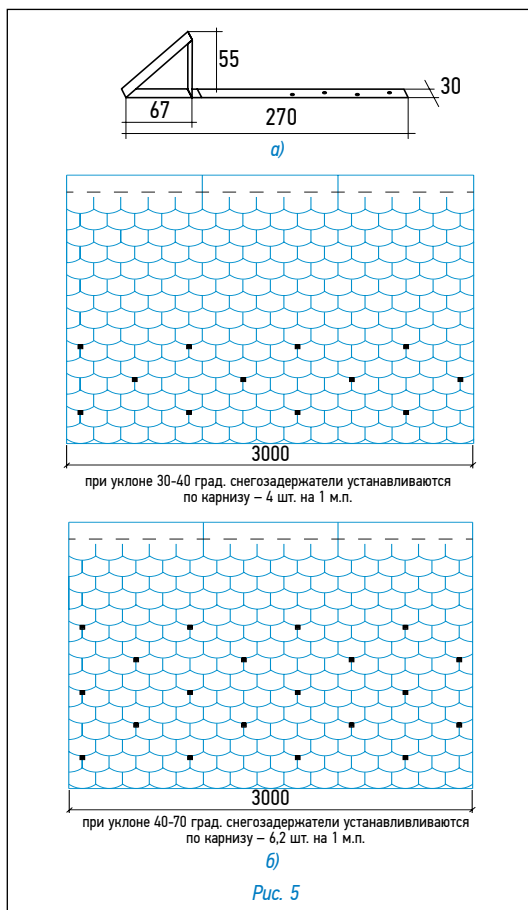 55
30
67
270
а)
3000
при уклоне 30-40 град. снегозадержатели устанавливаются
по карнизу – 4 шт. на 1 м.п.
3000
при уклоне 40-70 град. снегозадержатели устанавливливаются
по карнизу – 6,2 шт. на 1 м.п.
б)
Рис. 5